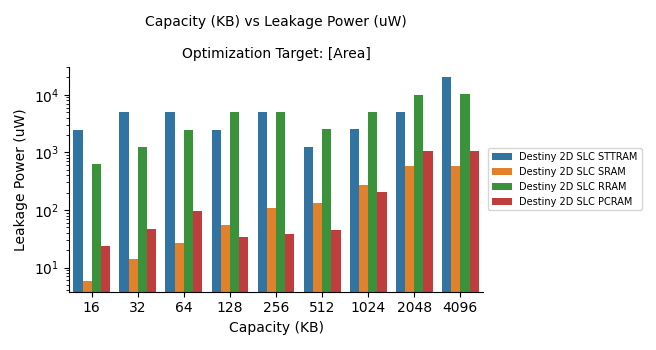 Capacity (KB) vs Leakage Power (uW)
Optimization Target: [Area]
Leakage Power (uW)
10⁴
10³
10²
10¹
16 32 64 128 256 512 1024 2048 4096
Capacity (KB)
Destiny 2D SLC STTRAM
Destiny 2D SLC SRAM
Destiny 2D SLC RRAM
Destiny 2D SLC PCRAM